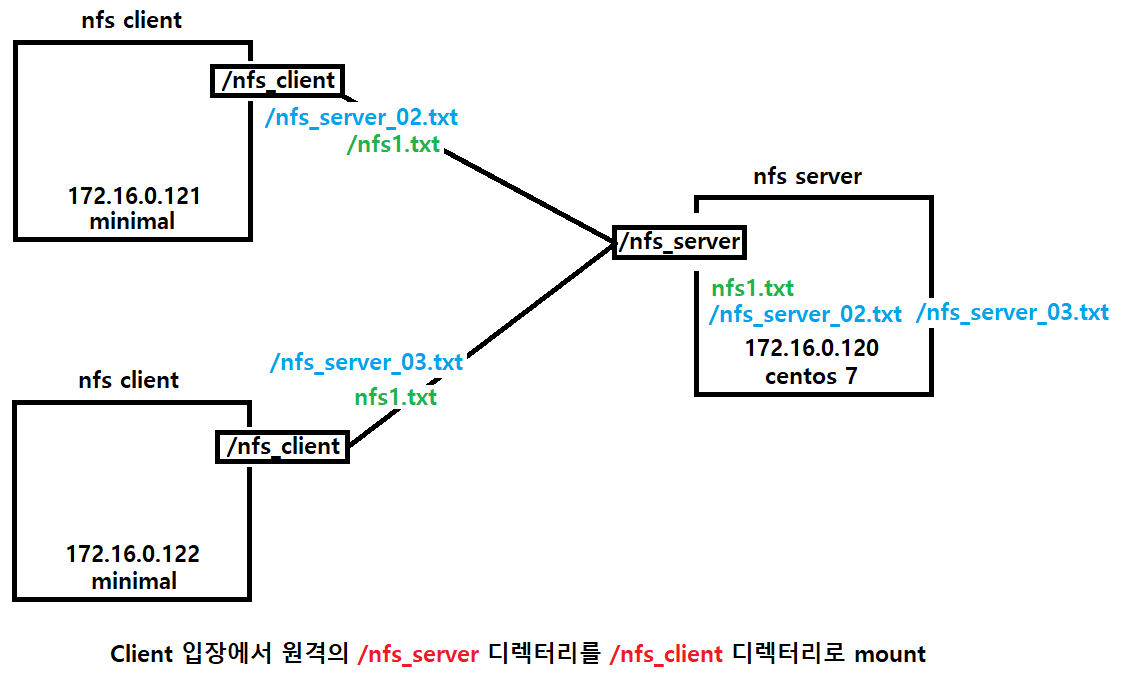 nfs client
/nfs_client
/nfs_server_02.txt
/nfs1.txt
172.16.0.121
minimal
nfs server
/nfs_server
nfs1.txt
/nfs_server_02.txt /nfs_server_03.txt
172.16.0.120
centos 7
nfs client
/nfs_server_03.txt
nfs1.txt
/nfs_client
172.16.0.122
minimal
Client 입장에서 원격의 /nfs_server 디렉터리를 /nfs_client 디렉터리로 mount